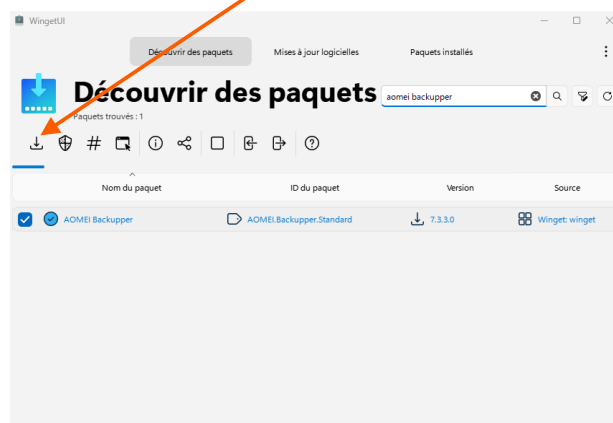 WingetUI
Découvrir des paquets
Mises à jour logicielles
Paquets installés
Découvrir des paquets
aomei backupper
Paquets trouvés : 1
Nom du paquet
ID du paquet
Version
Source
AOMEI Backupper
AOMEI.Backupper.Standard
7.3.3.0
Winget: winget